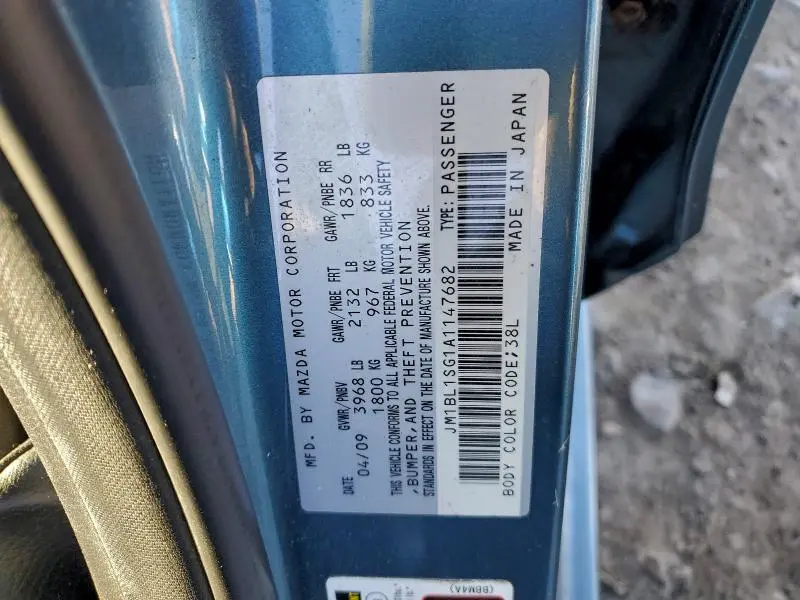 MFD. BY MAZDA MOTOR CORPORATION
DATE GVWR/PNBV GAWR/PNBE FRT GAWR/PNBE RR
04/09 3968 LB 2132 LB 1836 LB
1800 KG 967 KG 833 KG
THIS VEHICLE CONFORMS TO ALL APPLICABLE FEDERAL MOTOR VEHICLE SAFETY
,BUMPER,AND THEFT PREVENTION
STANDARDS IN EFFECT ON THE DATE OF MANUFACTURE SHOWN ABOVE.
JM1BL1SG1A1147682 TYPE: PASSENGER
BODY COLOR CODE;38L MADE IN JAPAN
(BBM4A)